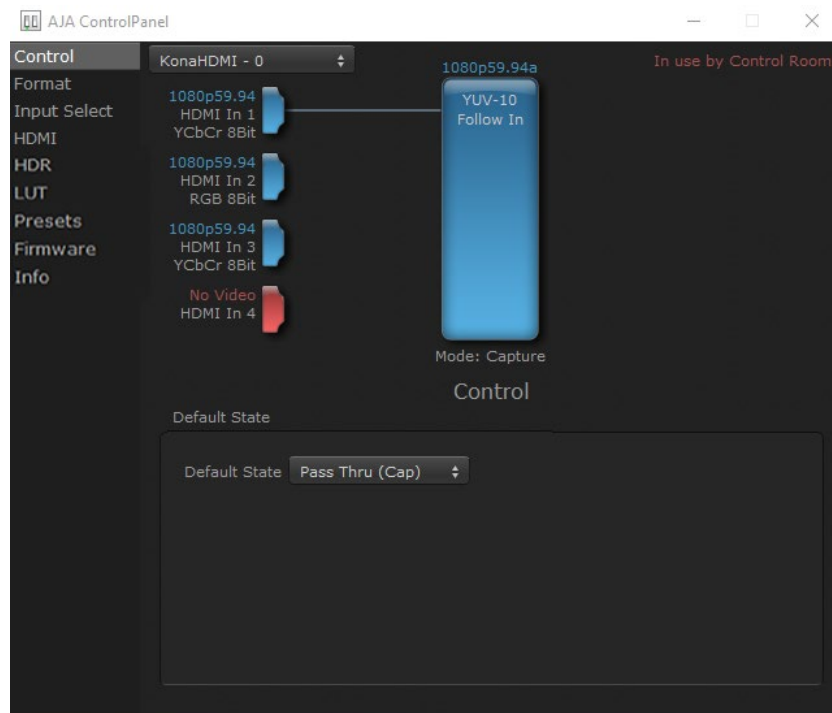 AJA ControlPanel
Control
Format
Input Select
HDMI
HDR
LUT
Presets
Firmware
Info
KonaHDMI - 0
1080p59.94a
In use by Control Room
1080p59.94
HDMI In 1
YCbCr 8Bit
YUV-10
Follow In
1080p59.94
HDMI In 2
RGB 8Bit
1080p59.94
HDMI In 3
YCbCr 8Bit
No Video
HDMI In 4
Mode: Capture
Control
Default State
Default State Pass Thru (Cap)